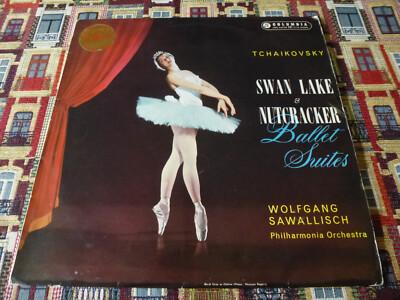 COLUMBIA
TCHAIKOVSKY
SWAN LAKE
&
NUTCRACKER
Ballet
Suites
WOLFGANG
SAWALLISCH
Philharmonia Orchestra